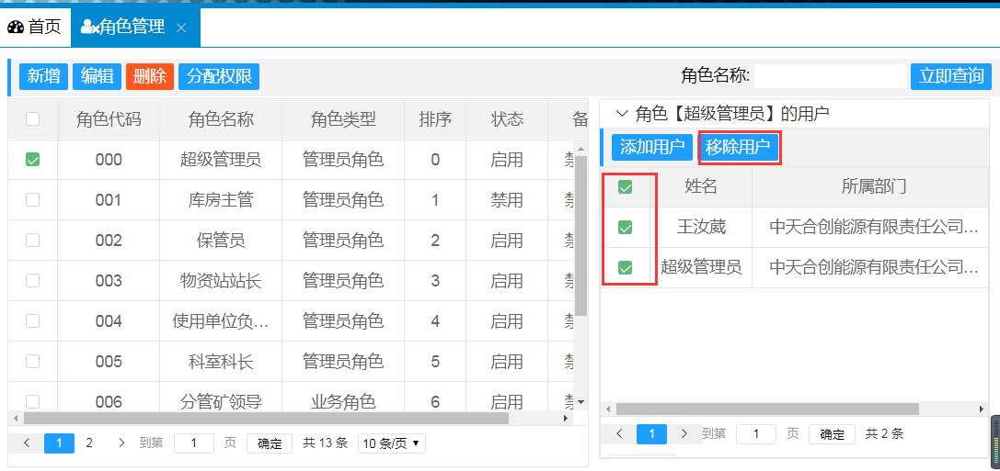 首页 角色管理
新增 编辑 删除 分配权限 角色名称: 立即查询
角色代码 角色名称 角色类型 排序 状态 备
000 超级管理员 管理员角色 0 启用 禁
001 库房主管 管理员角色 1 禁用 禁
002 保管员 管理员角色 2 启用 禁
003 物资站站长 管理员角色 3 启用 禁
004 使用单位负... 管理员角色 4 启用 禁
005 科室科长 管理员角色 5 启用 禁
006 分管矿领导 业务角色 6 启用 禁
1 2 到第 1 页 确定 共 13 条 10 条/页
角色【超级管理员】的用户
添加用户 移除用户
姓名 所属部门
王汝葳 中天合创能源有限责任公司...
超级管理员 中天合创能源有限责任公司...
1 到第 1 页 确定 共 2 条